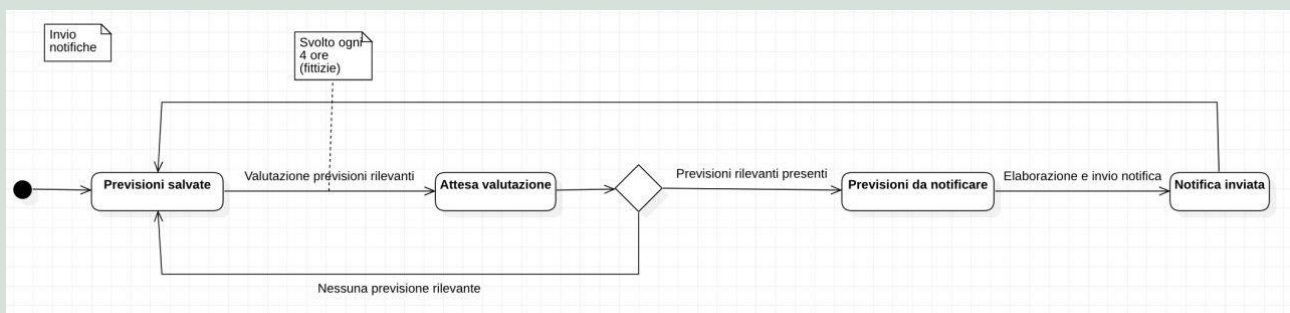 Invio
notifiche
Svolto ogni
4 ore
(fittizie)
Previsioni salvate
Valutazione previsioni rilevanti
Attesa valutazione
Previsioni rilevanti presenti
Previsioni da notificare
Elaborazione e invio notifica
Notifica inviata
Nessuna previsione rilevante